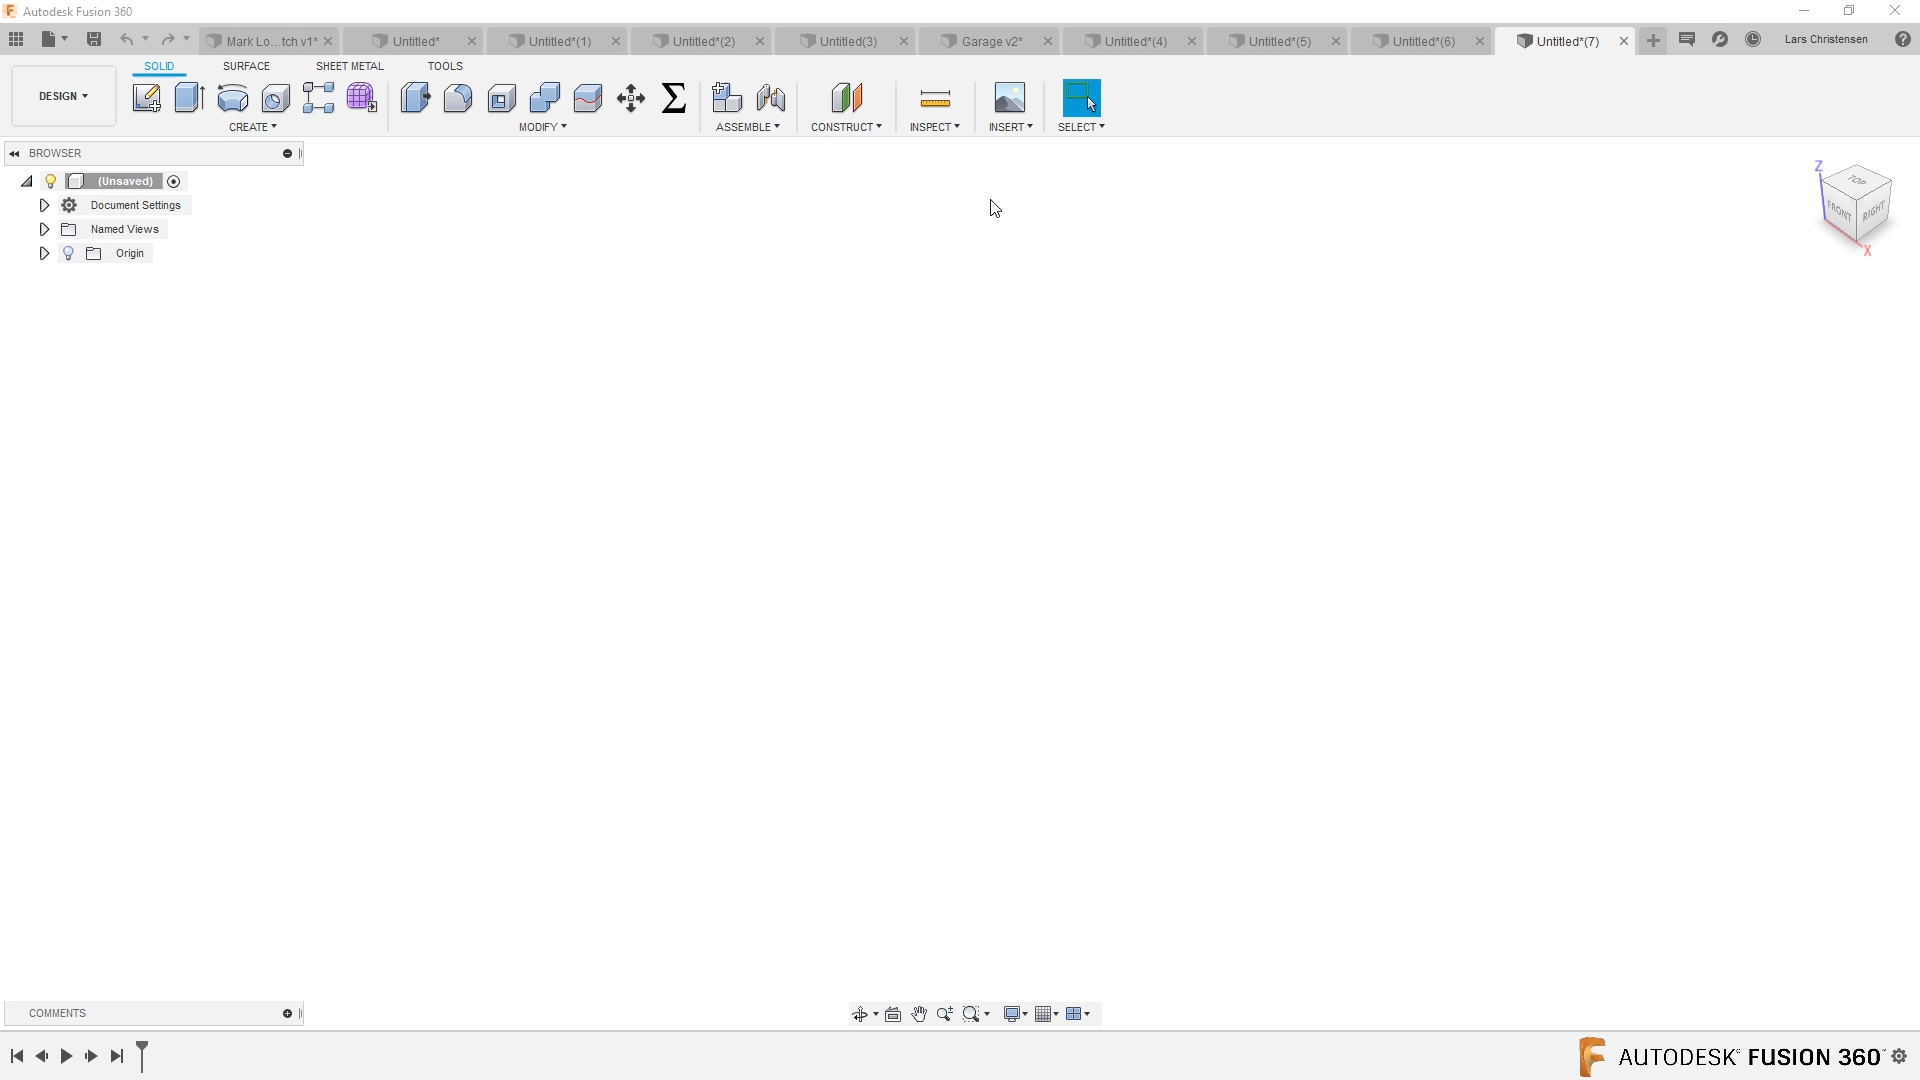 Autodesk Fusion 360
Mark Lo...tch v1* Untitled* Untitled*(1) Untitled*(2) Untitled(3) Garage v2* Untitled*(4) Untitled*(5) Untitled*(6) Untitled*(7) Lars Christensen
SOLID SURFACE SHEET METAL TOOLS
DESIGN
CREATE MODIFY ASSEMBLE CONSTRUCT INSPECT INSERT SELECT
BROWSER
(Unsaved)
Document Settings
Named Views
Origin
Z
TOP
FRONT RIGHT
X
COMMENTS
AUTODESK FUSION 360